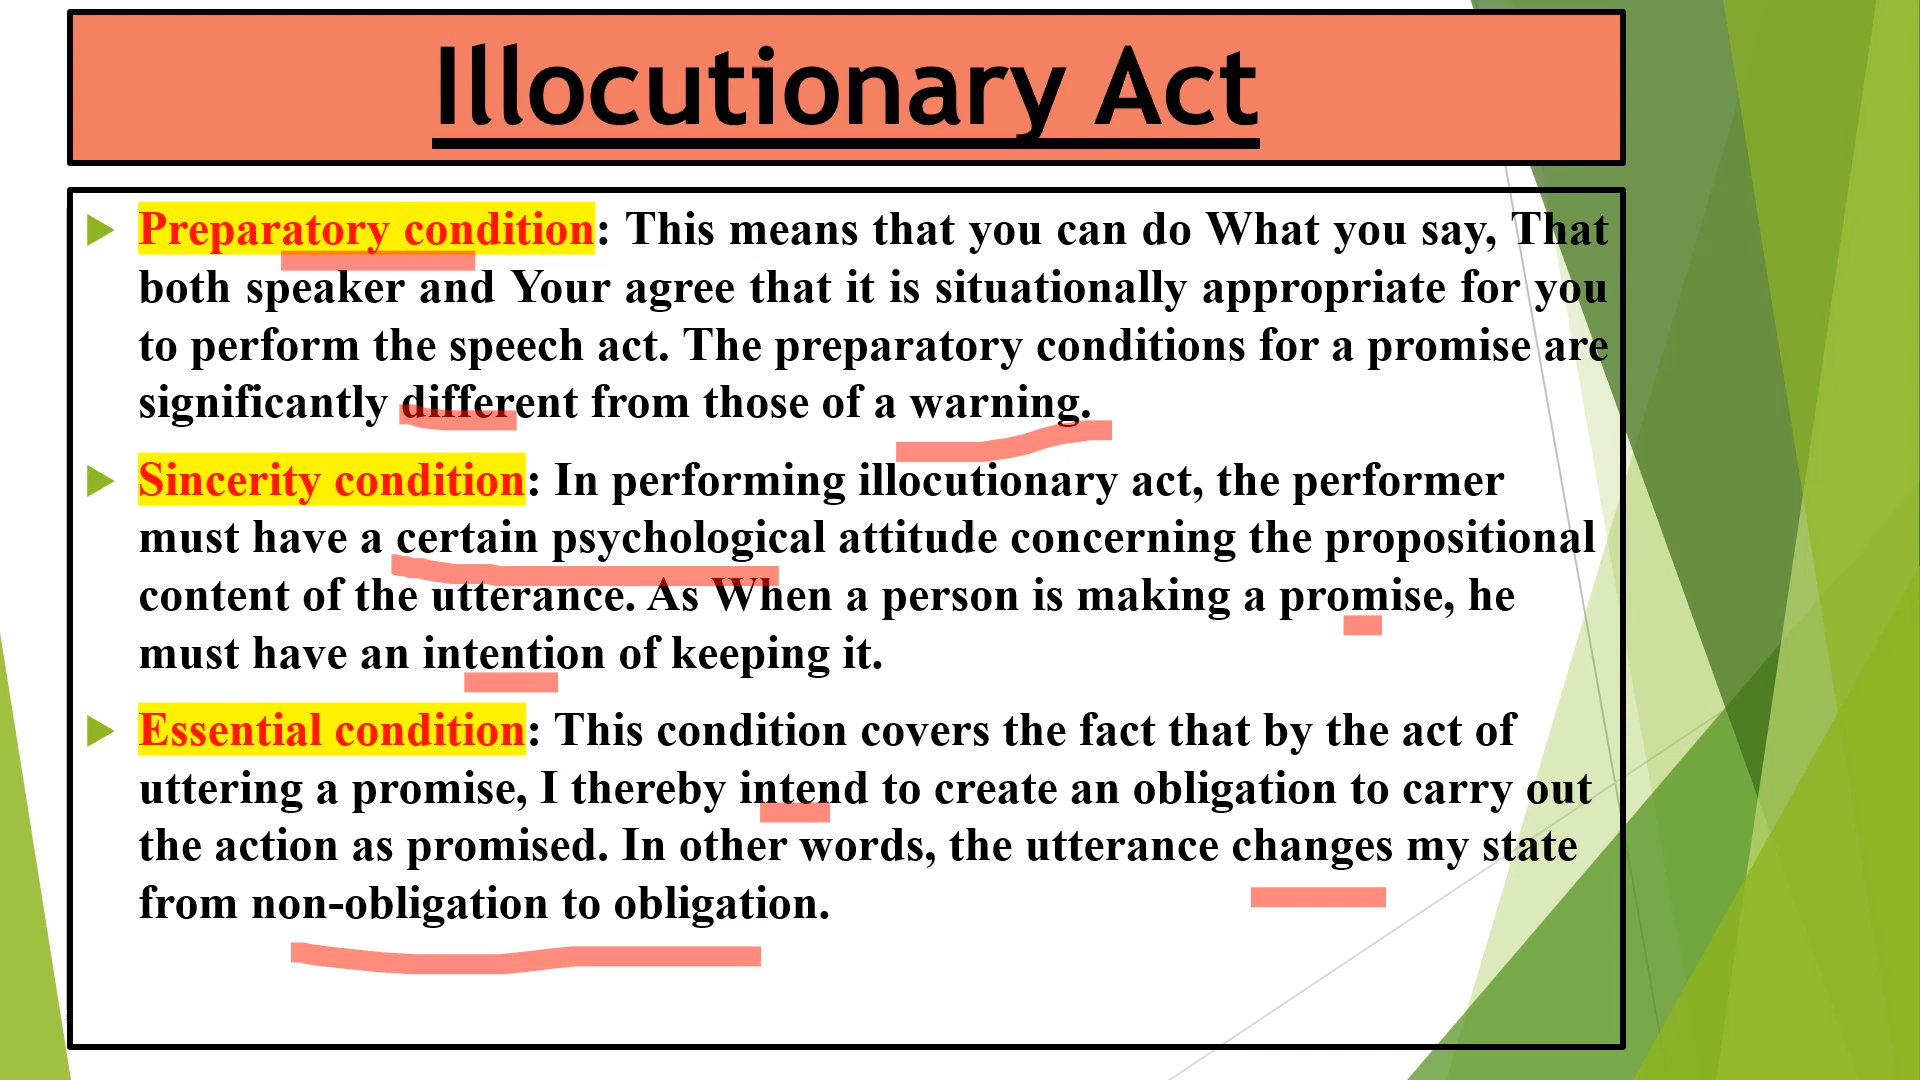 Illocutionary Act
Preparatory condition: This means that you can do What you say, That
both speaker and Your agree that it is situationally appropriate for you
to perform the speech act. The preparatory conditions for a promise are
significantly different from those of a warning.
Sincerity condition: In performing illocutionary act, the performer
must have a certain psychological attitude concerning the propositional
content of the utterance. As When a person is making a promise, he
must have an intention of keeping it.
Essential condition: This condition covers the fact that by the act of
uttering a promise, I thereby intend to create an obligation to carry out
the action as promised. In other words, the utterance changes my state
from non-obligation to obligation.